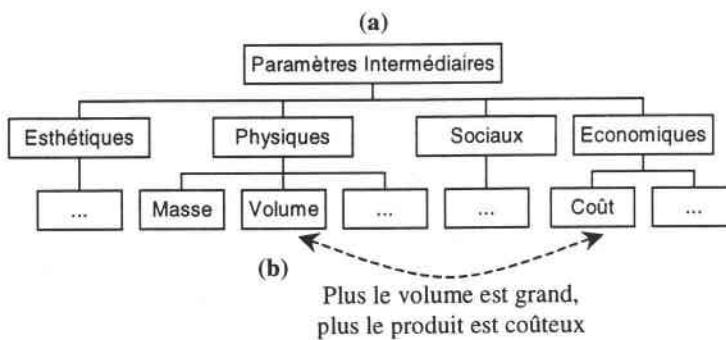 (a)
Paramètres Intermédiaires
Esthétiques Physiques Sociaux Economiques
... Masse Volume ... ... Coût ...
(b)
Plus le volume est grand,
plus le produit est coûteux